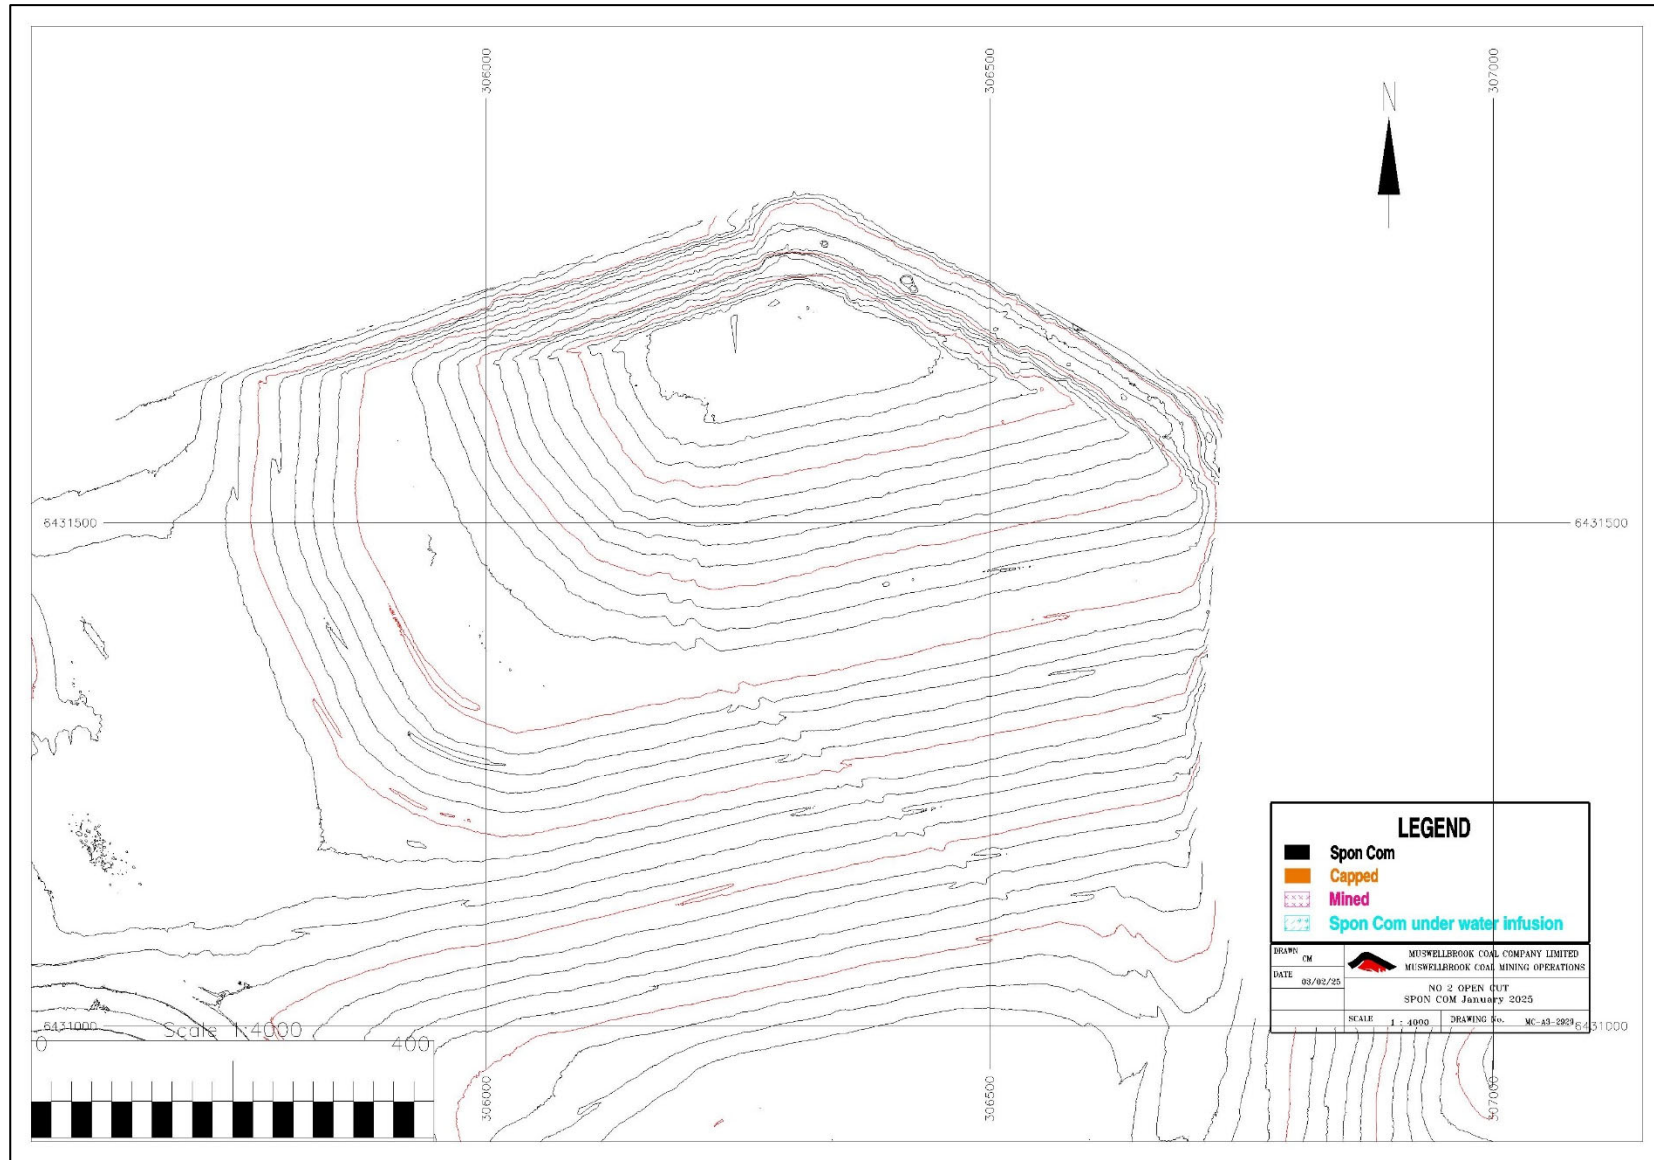 306000
306500
307000
N
6431500
6431500
LEGEND
Spon Com
Capped
Mined
Spon Com under water infusion
DRAWN
CM
DATE
03/02/25
MUSWELLBROOK COAL COMPANY LIMITED
MUSWELLBROOK COAL MINING OPERATIONS
NO 2 OPEN CUT
SPON COM January 2025
SCALE
1 : 4000
DRAWING No.
MC-A3-2929
6431000
6431000
Scale 1:4000
0
400
306000
306500
307000